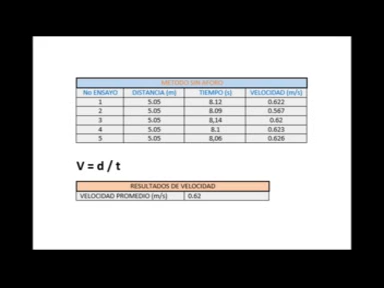 METODO SIN AFORO
No ENSAYO DISTANCIA (m) TIEMPO (s) VELOCIDAD (m/s)
1 5.05 8.12 0.622
2 5.05 8.09 0.567
3 5.05 8,14 0.62
4 5.05 8.1 0.623
5 5.05 8,06 0.626
V = d / t
RESULTADOS DE VELOCIDAD
VELOCIDAD PROMEDIO (m/s) 0.62